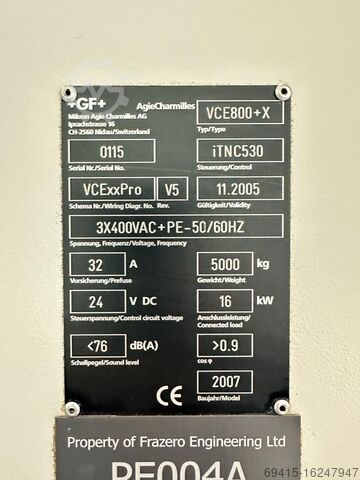 +GF+ AgieCharmilles
Mikron Agie Charmilles AG
Ipsachstrasse 16
CH-2560 Nidau/Switzerland
VCE800+X
Typ/Type
0115
Serial Nr./Serial No.
iTNC530
Steuerung/Control
VCExxPro V5
Schema Nr./Wiring Diagr. No. Rev.
11.2005
Gültigkeit/Validity
3X400VAC+PE-50/60HZ
Spannung, Frequenz/Voltage, Frequency
32 A
Versicherung/Prefuse
5000 kg
Gewicht/Weight
24 V DC
Steuerspannung/Control circuit voltage
16 kW
Anschlussleistung/
Connected load
<76 dB(A)
Schallpegel/Sound level
>0.9
cos φ
CE
2007
Baujahr/Model
Property of Frazero Engineering Ltd
PE004A
69415-16247947